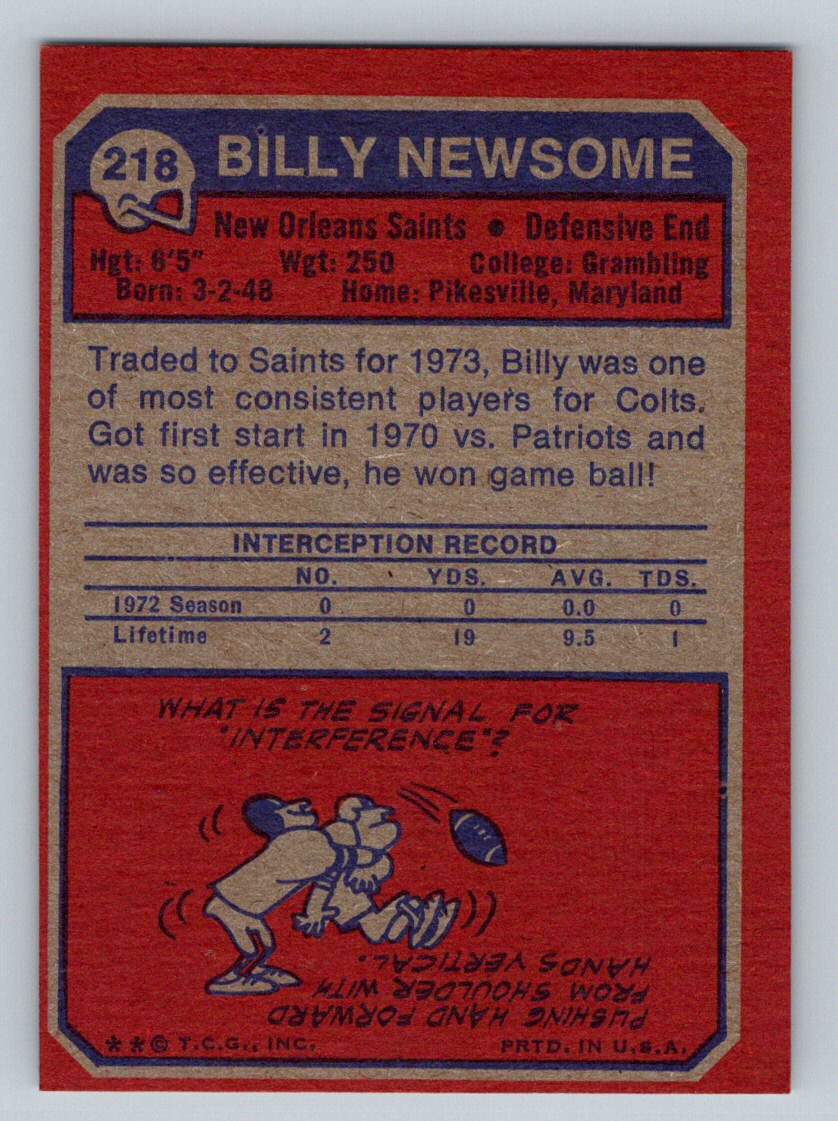 218
BILLY NEWSOME
New Orleans Saints • Defensive End
Hgt: 6'5" Wgt: 250 College: Grambling
Born: 3-2-48 Home: Pikesville, Maryland
Traded to Saints for 1973, Billy was one
of most consistent players for Colts.
Got first start in 1970 vs. Patriots and
was so effective, he won game ball!
INTERCEPTION RECORD
NO. YDS. AVG. TDS.
1972 Season 0 0 0.0 0
Lifetime 2 19 9.5 1
WHAT IS THE SIGNAL FOR
"INTERFERENCE"?
PUSHING HAND FORWARD
FROM SHOULDER WITH
HANDS VERTICAL.
**© T.C.G., INC. PRTD. IN U.S.A.